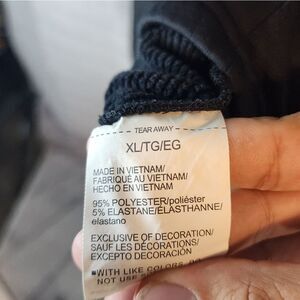 TEAR AWAY
XL/TG/EG
MADE IN VIETNAM/
FABRIQUÉ AU VIETNAM/
HECHO EN VIETNAM
95% POLYESTER/poliéster
5% ELASTANE/ÉLASTHANNE/
elastano
EXCLUSIVE OF DECORATION/
SAUF LES DÉCORATIONS/
EXCEPTO DECORACIÓN
"WITH LIKE COLORS,
NOT USE